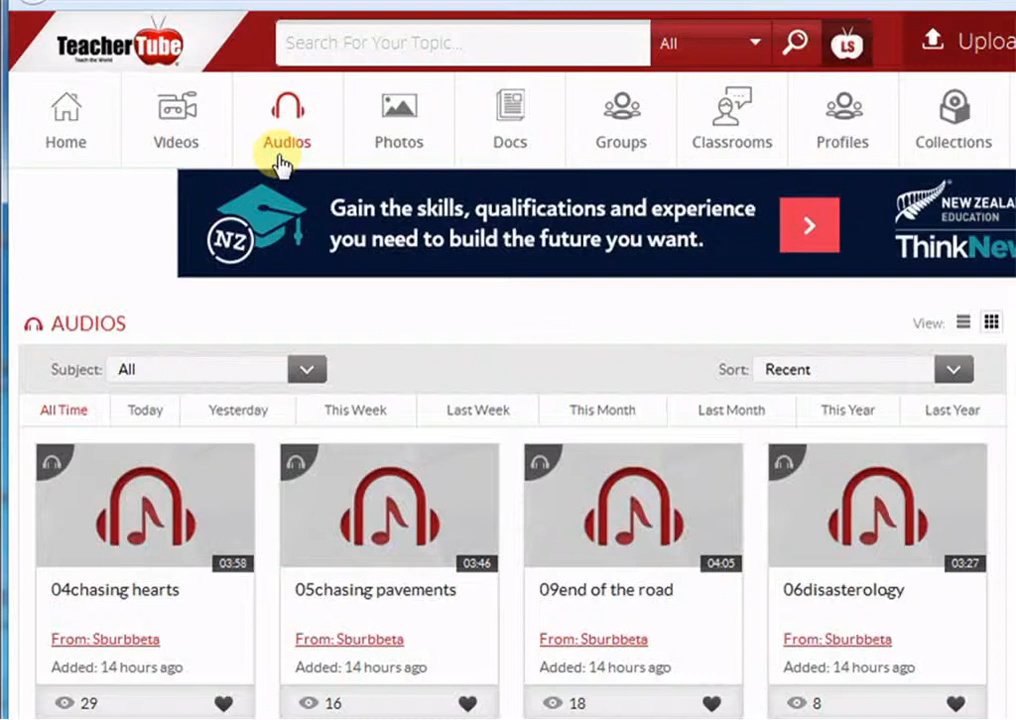 TeacherTube
Teach the World
Search For Your Topic...
All
LS
Uploa
Home
Videos
Audios
Photos
Docs
Groups
Classrooms
Profiles
Collections
NZ
Gain the skills, qualifications and experience
you need to build the future you want.
NEW ZEALA
EDUCATION
ThinkNew
AUDIOS
View:
Subject: All
Sort: Recent
All Time Today Yesterday This Week Last Week This Month Last Month This Year Last Year
03:58 03:46 04:05 03:27
04chasing hearts 05chasing pavements 09end of the road 06disasterology
From: Sburbbeta From: Sburbbeta From: Sburbbeta From: Sburbbeta
Added: 14 hours ago Added: 14 hours ago Added: 14 hours ago Added: 14 hours ago
29 16 18 8